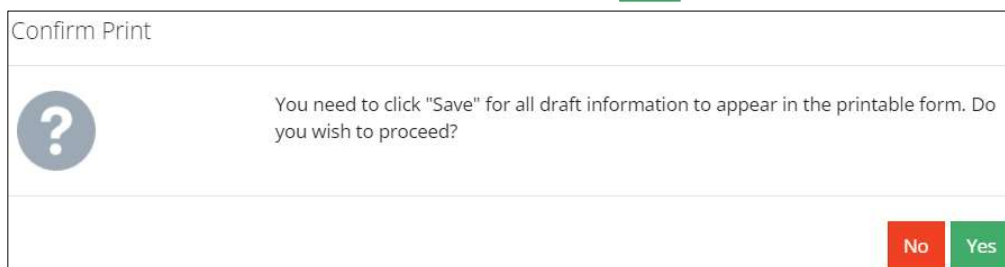 Confirm Print
You need to click "Save" for all draft information to appear in the printable form. Do
you wish to proceed?
No Yes